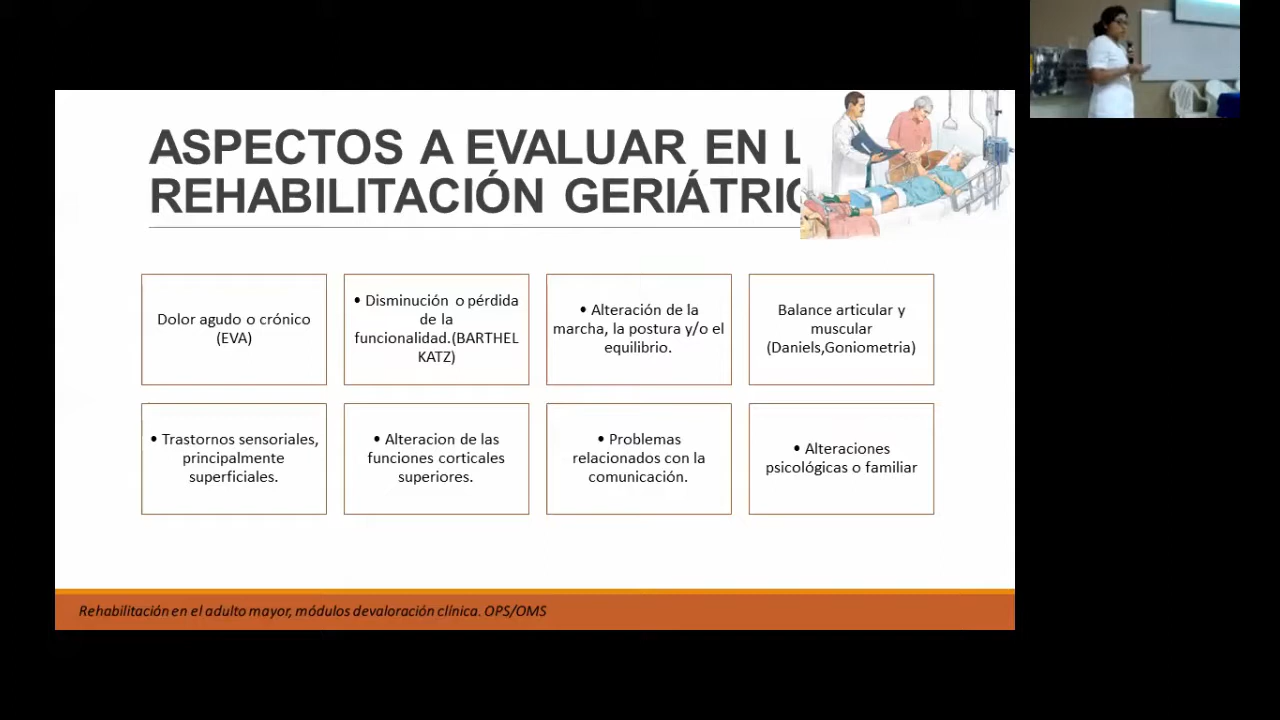 ASPECTOS A EVALUAR EN L
REHABILITACIÓN GERIÁTRIC
Dolor agudo o crónico
(EVA)
• Disminución o pérdida
de la
funcionalidad.(BARTHEL
KATZ)
• Alteración de la
marcha, la postura y/o el
equilibrio.
Balance articular y
muscular
(Daniels,Goniometria)
• Trastornos sensoriales,
principalmente
superficiales.
• Alteracion de las
funciones corticales
superiores.
• Problemas
relacionados con la
comunicación.
• Alteraciones
psicológicas o familiar
Rehabilitación en el adulto mayor, módulos devaloración clínica. OPS/OMS